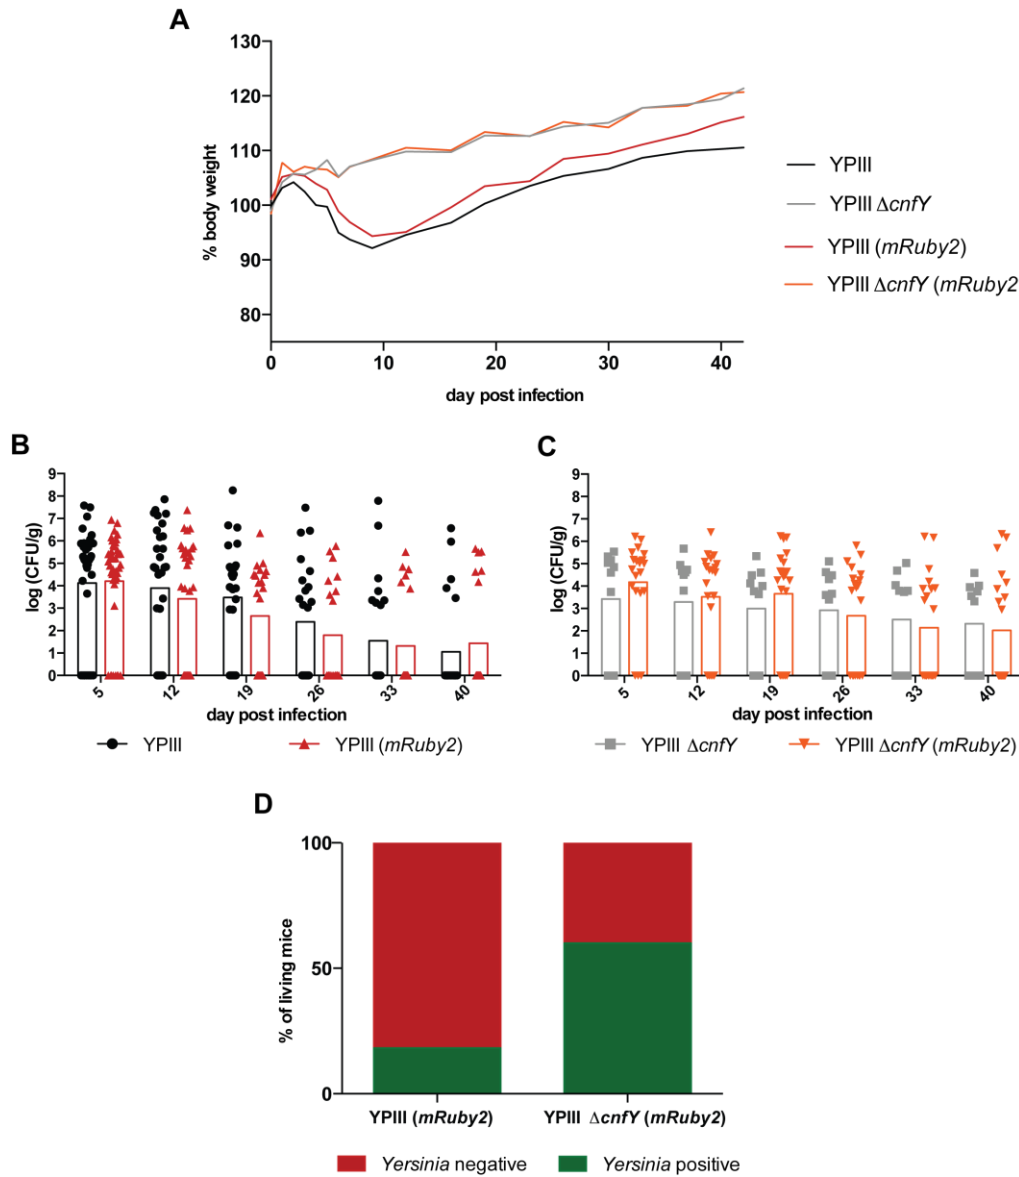 A
130
120
110
100
90
80
% body weight
0 10 20 30 40
day post infection
YPIII
YPIII ΔcnfY
YPIII (mRuby2)
YPIII ΔcnfY (mRuby2
B
9
8
7
6
5
4
3
2
1
0
log (CFU/g)
5 12 19 26 33 40
day post infection
YPIII YPIII (mRuby2)
C
9
8
7
6
5
4
3
2
1
0
log (CFU/g)
5 12 19 26 33 40
day post infection
YPIII ΔcnfY YPIII ΔcnfY (mRuby2)
D
100
50
0
% of living mice
YPIII (mRuby2) YPIII ΔcnfY (mRuby2)
Yersinia negative Yersinia positive